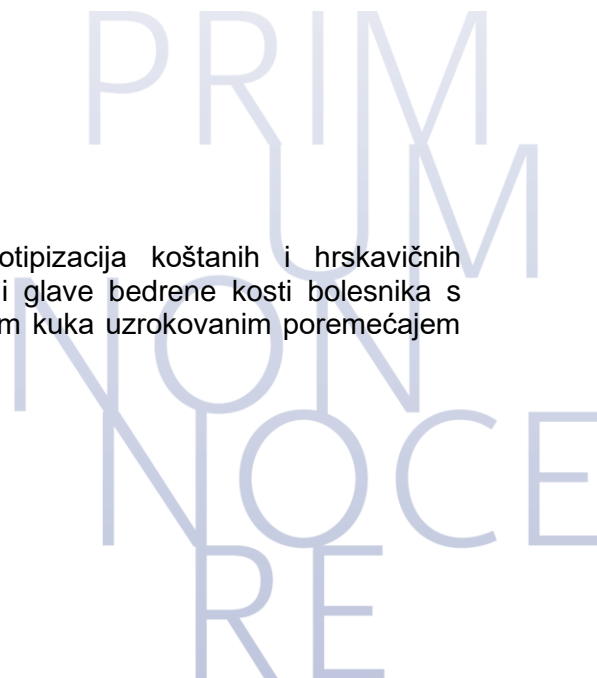 PRIM
UM
otipizacija koštanih i hrskavičnih
i glave bedrene kosti bolesnika s
m kuka uzrokovanim poremećajem
NON
NOCE
RE